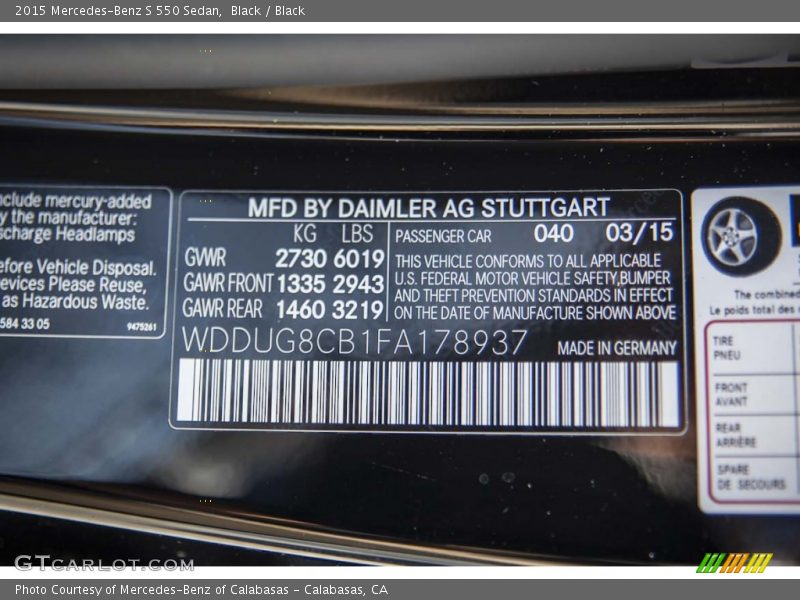 2015 Mercedes-Benz S 550 Sedan,  Black / Black
nclude mercury-added
y the manufacturer:
scharge Headlamps
efore Vehicle Disposal.
evices Please Reuse,
as Hazardous Waste.
584 33 05
9475261
MFD BY DAIMLER AG STUTTGART
KG LBS
GVWR 2730 6019
GAWR FRONT 1335 2943
GAWR REAR 1460 3219
PASSENGER CAR 040 03/15
THIS VEHICLE CONFORMS TO ALL APPLICABLE
U.S. FEDERAL MOTOR VEHICLE SAFETY,BUMPER
AND THEFT PREVENTION STANDARDS IN EFFECT
ON THE DATE OF MANUFACTURE SHOWN ABOVE
WDDUG8CB1FA178937
MADE IN GERMANY
The combined
Le poids total des
TIRE
PNEU
FRONT
AVANT
REAR
ARRIÈRE
SPARE
DE SECOURS
GTcarlot.com
Photo Courtesy of Mercedes-Benz of Calabasas - Calabasas, CA